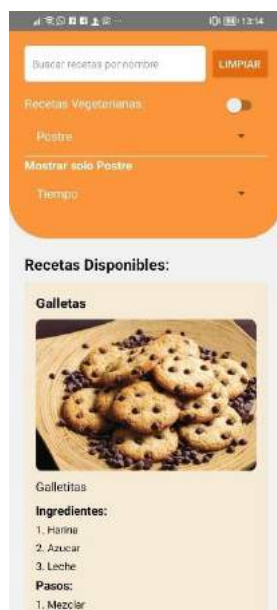 13:14
Buscar recetas por nombre
LIMPIAR
Recetas Vegetarianas:
Postre
Mostrar solo Postre
Tiempo
Recetas Disponibles:
Galletas
Galletitas
Ingredientes:
1. Harina
2. Azucar
3. Leche
Pasos:
1. Mezclar